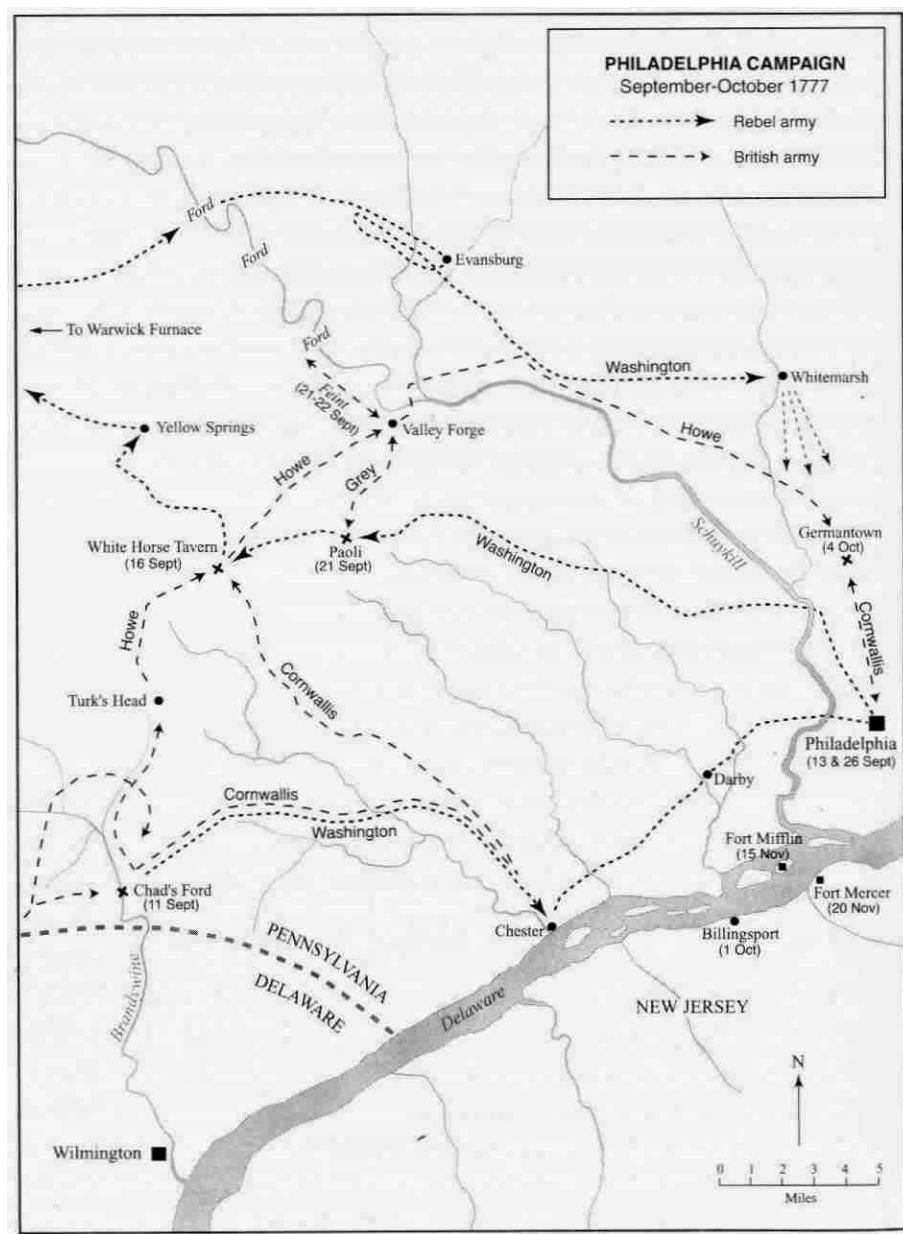 PHILADELPHIA CAMPAIGN
September-October 1777
Rebel army
British army
Ford
Ford
Evansburg
To Warwick Furnace
Ford
Feint
(21-22 Sept)
Washington
Whitemarsh
Yellow Springs
Valley Forge
Howe
Howe
Grey
Schuykill
White Horse Tavern
(16 Sept)
Paoli
(21 Sept)
Washington
Germantown
(4 Oct)
Howe
Cornwallis
Cornwallis
Turk's Head
Philadelphia
(13 & 26 Sept)
Darby
Cornwallis
Washington
Fort Mifflin
(15 Nov)
Chad's Ford
(11 Sept)
Fort Mercer
(20 Nov)
Chester
Billingsport
(1 Oct)
PENNSYLVANIA
DELAWARE
Brandywine
Delaware
NEW JERSEY
N
Wilmington
0 1 2 3 4 5
Miles